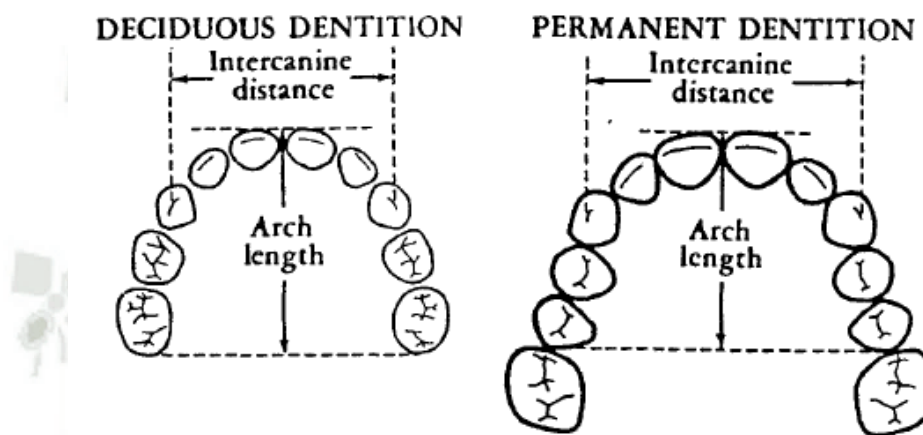 DECIDUOUS DENTITION
Intercanine
distance
Arch
length
PERMANENT DENTITION
Intercanine
distance
Arch
length